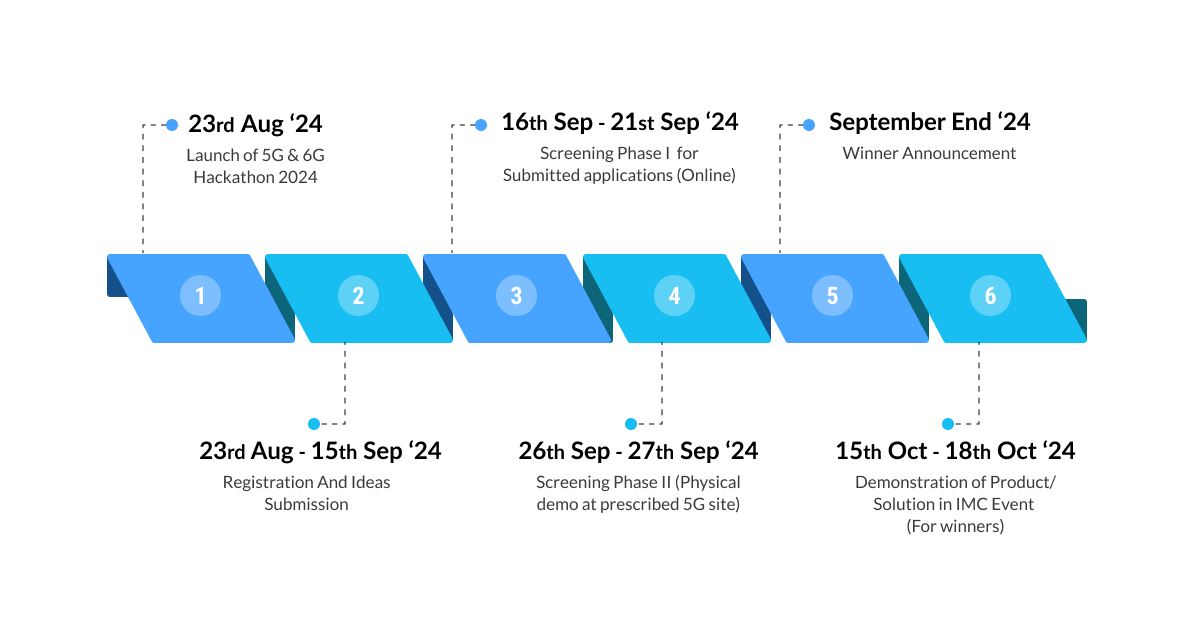 23rd Aug ‘24
Launch of 5G & 6G
Hackathon 2024
16th Sep - 21st Sep ‘24
Screening Phase I for
Submitted applications (Online)
September End ‘24
Winner Announcement
1
2
3
4
5
6
23rd Aug - 15th Sep ‘24
Registration And Ideas
Submission
26th Sep - 27th Sep ‘24
Screening Phase II (Physical
demo at prescribed 5G site)
15th Oct - 18th Oct ‘24
Demonstration of Product/
Solution in IMC Event
(For winners)